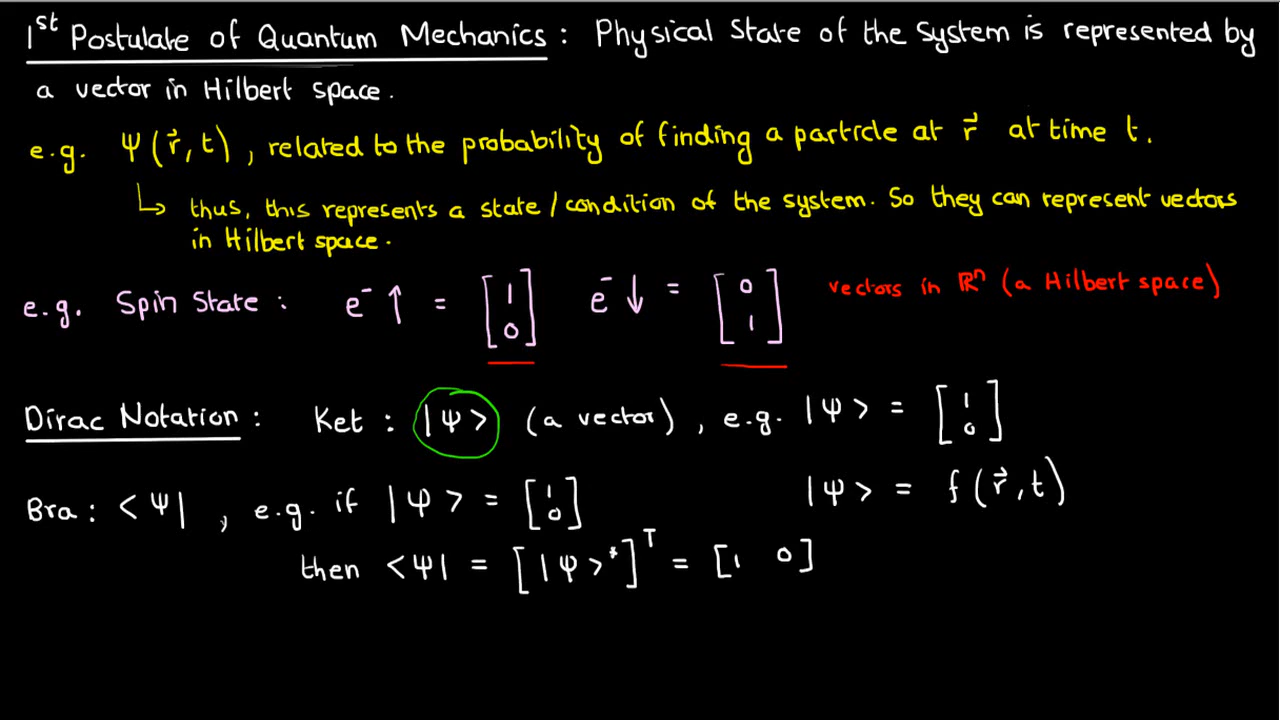 1st Postulate of Quantum Mechanics : Physical State of the System is represented by
a vector in Hilbert space.
e.g. Ψ(r⃗, t), related to the probability of finding a particle at r⃗ at time t.
↳ thus, this represents a state / condition of the system. So they can represent vectors
in Hilbert space.
e.g. Spin State : e⁻ ↑ = [1 0] e⁻ ↓ = [0 1] vectors in ℝⁿ (a Hilbert space)
Dirac Notation : Ket : |Ψ> (a vector), e.g. |Ψ> = [1 0]
|Ψ> = f(r⃗, t)
Bra : <Ψ| , e.g. if |Ψ> = [1 0]
then <Ψ| = [|Ψ>*]ᵀ = [1 0]